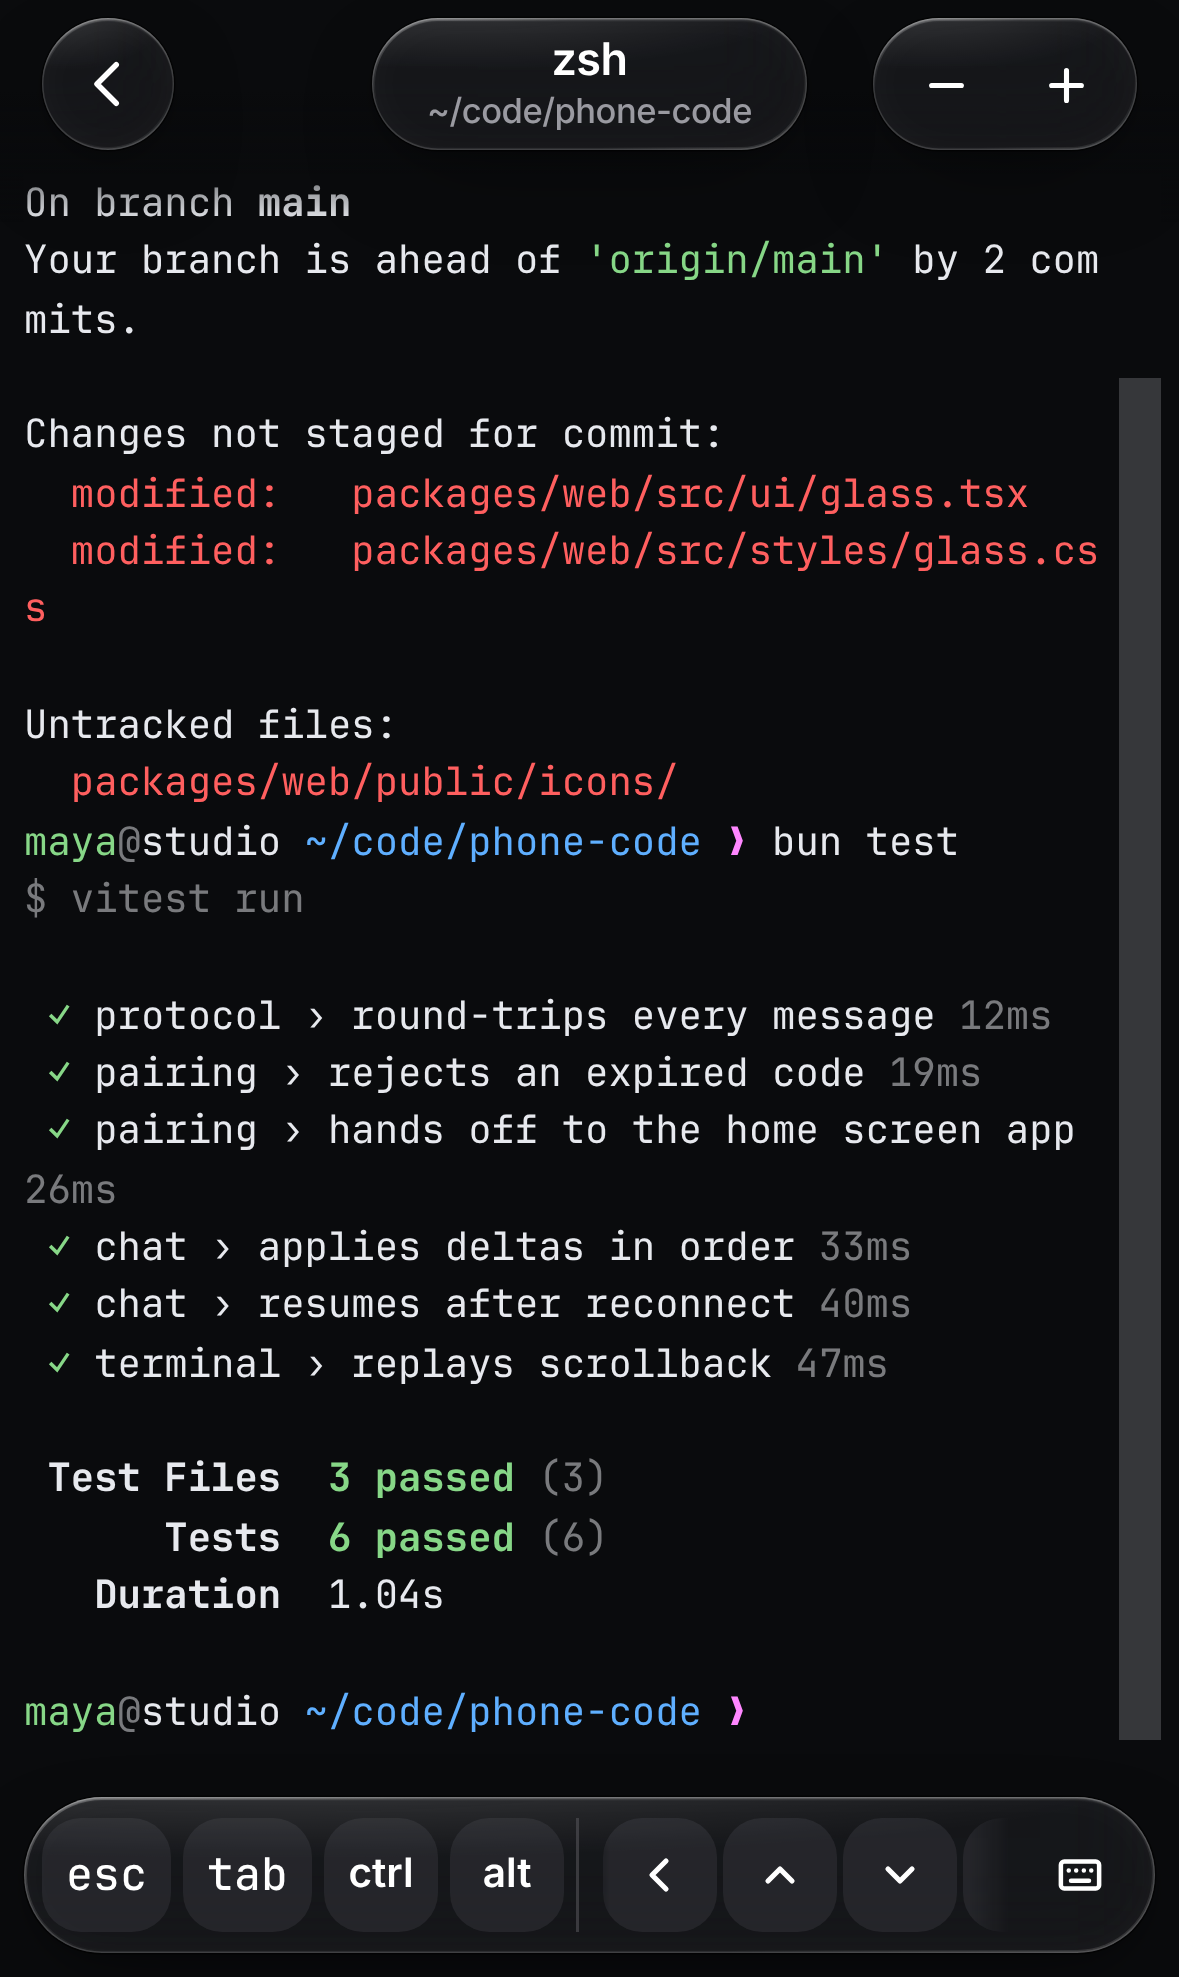 zsh
~/code/phone-code
On branch main
Your branch is ahead of 'origin/main' by 2 com
mits.
Changes not staged for commit:
  modified:   packages/web/src/ui/glass.tsx
  modified:   packages/web/src/styles/glass.cs
s
Untracked files:
  packages/web/public/icons/
maya@studio ~/code/phone-code ❱ bun test
$ vitest run
 ✓ protocol › round-trips every message 12ms
 ✓ pairing › rejects an expired code 19ms
 ✓ pairing › hands off to the home screen app
26ms
 ✓ chat › applies deltas in order 33ms
 ✓ chat › resumes after reconnect 40ms
 ✓ terminal › replays scrollback 47ms
 Test Files  3 passed (3)
      Tests  6 passed (6)
   Duration  1.04s
maya@studio ~/code/phone-code ❱
esc tab ctrl alt